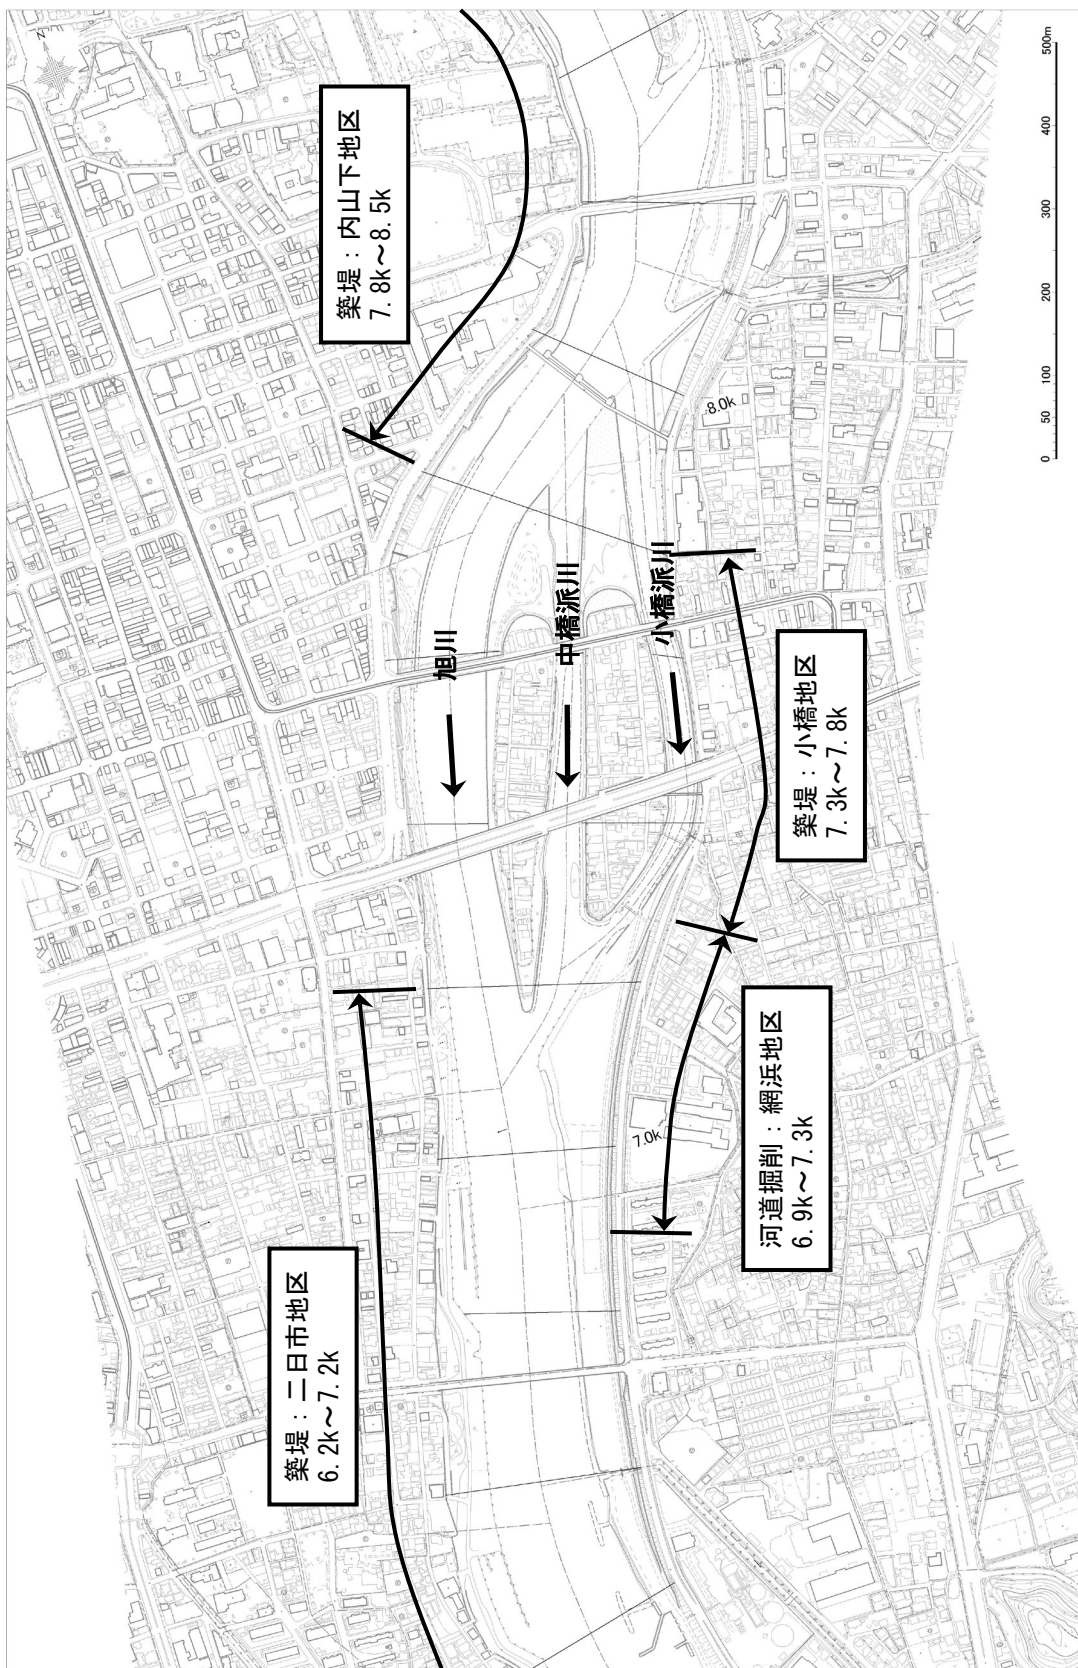 築堤：内山下地区
7.8k～8.5k
築堤：二日市地区
6.2k～7.2k
旭川
中橋派川
小橋派川
築堤：小橋地区
7.3k～7.8k
河道掘削：網浜地区
6.9k～7.3k
8.0k
7.0k
0
50
100
200
300
400
500m
N